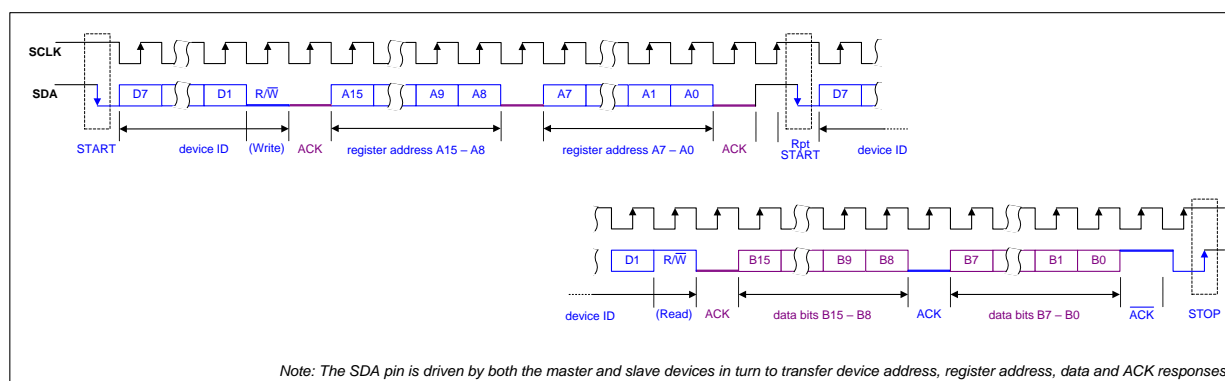 SCLK
SDA D7 D1 R/W̅ A15 A9 A8 A7 A1 A0 D7
START device ID (Write) ACK register address A15 – A8 register address A7 – A0 ACK Rpt START device ID
D1 R/W̅ B15 B9 B8 B7 B1 B0
device ID (Read) ACK data bits B15 – B8 ACK data bits B7 – B0 A̅C̅K̅ STOP
Note: The SDA pin is driven by both the master and slave devices in turn to transfer device address, register address, data and ACK responses